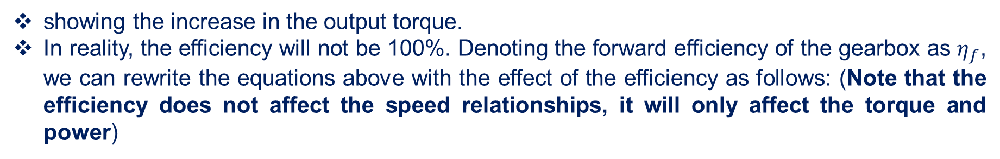 ❖ showing the increase in the output torque.
❖ In reality, the efficiency will not be 100%. Denoting the forward efficiency of the gearbox as η_f,
we can rewrite the equations above with the effect of the efficiency as follows: (Note that the
efficiency does not affect the speed relationships, it will only affect the torque and
power)